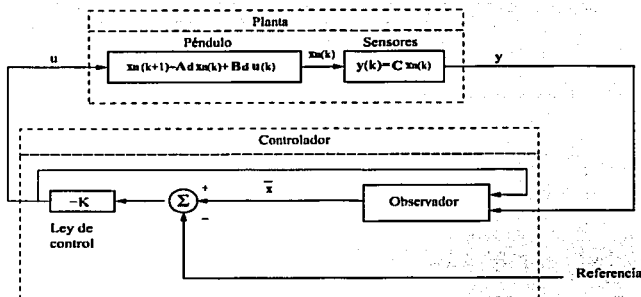 Planta
Péndulo
Sensores
u
xn(k+1)=Ad xn(k)+Bd u(k)
xn(k)
y(k)=C xn(k)
y
Controlador
x̅
+
−K
Σ
Observador
−
Ley de
control
Referencia